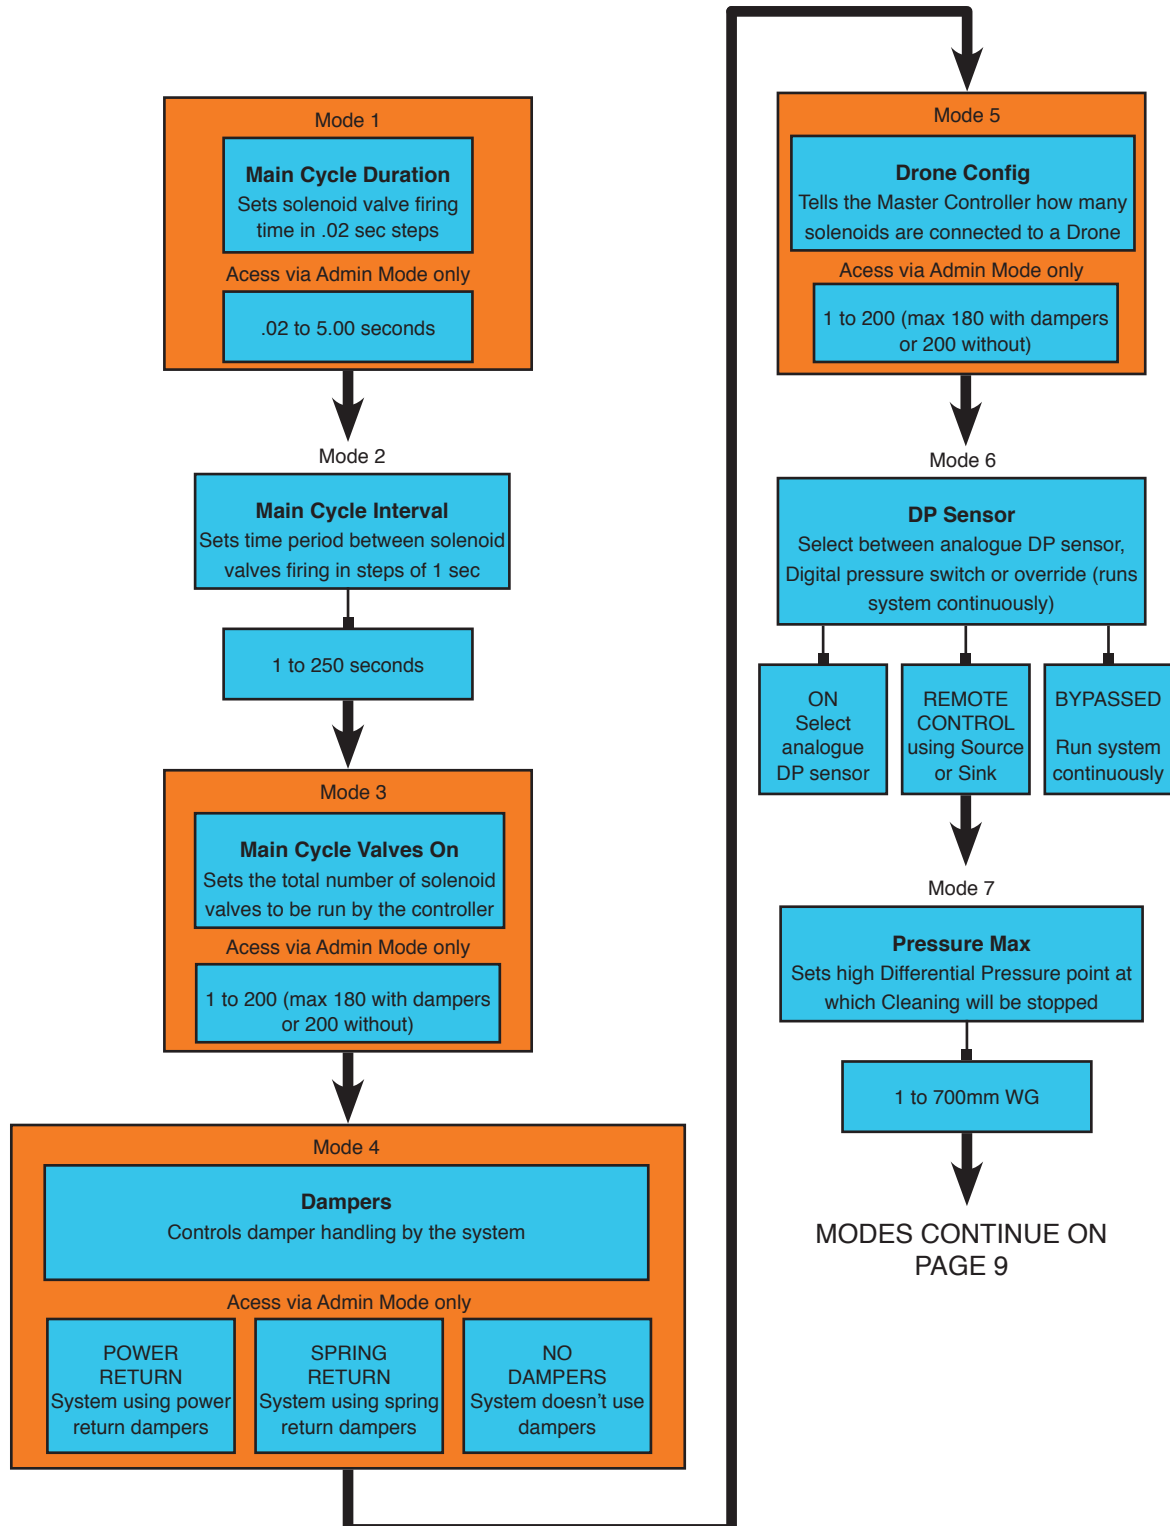 Mode 1
Main Cycle Duration
Sets solenoid valve firing
time in .02 sec steps
Acess via Admin Mode only
.02 to 5.00 seconds
Mode 2
Main Cycle Interval
Sets time period between solenoid
valves firing in steps of 1 sec
1 to 250 seconds
Mode 3
Main Cycle Valves On
Sets the total number of solenoid
valves to be run by the controller
Acess via Admin Mode only
1 to 200 (max 180 with dampers
or 200 without)
Mode 4
Dampers
Controls damper handling by the system
Acess via Admin Mode only
POWER
RETURN
System using power
return dampers
SPRING
RETURN
System using spring
return dampers
NO
DAMPERS
System doesn't use
dampers
Mode 5
Drone Config
Tells the Master Controller how many
solenoids are connected to a Drone
Acess via Admin Mode only
1 to 200 (max 180 with dampers
or 200 without)
Mode 6
DP Sensor
Select between analogue DP sensor,
Digital pressure switch or override (runs
system continuously)
ON
Select
analogue
DP sensor
REMOTE
CONTROL
using Source
or Sink
BYPASSED
Run system
continuously
Mode 7
Pressure Max
Sets high Differential Pressure point at
which Cleaning will be stopped
1 to 700mm WG
MODES CONTINUE ON
PAGE 9